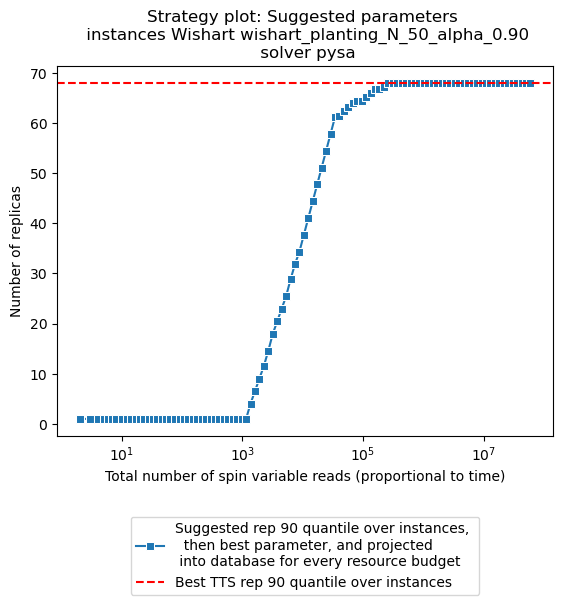 Strategy plot: Suggested parameters
instances Wishart wishart_planting_N_50_alpha_0.90
solver pysa
70
60
50
40
30
20
10
0
Number of replicas
10^1
10^3
10^5
10^7
Total number of spin variable reads (proportional to time)
Suggested rep 90 quantile over instances,
then best parameter, and projected
into database for every resource budget
Best TTS rep 90 quantile over instances